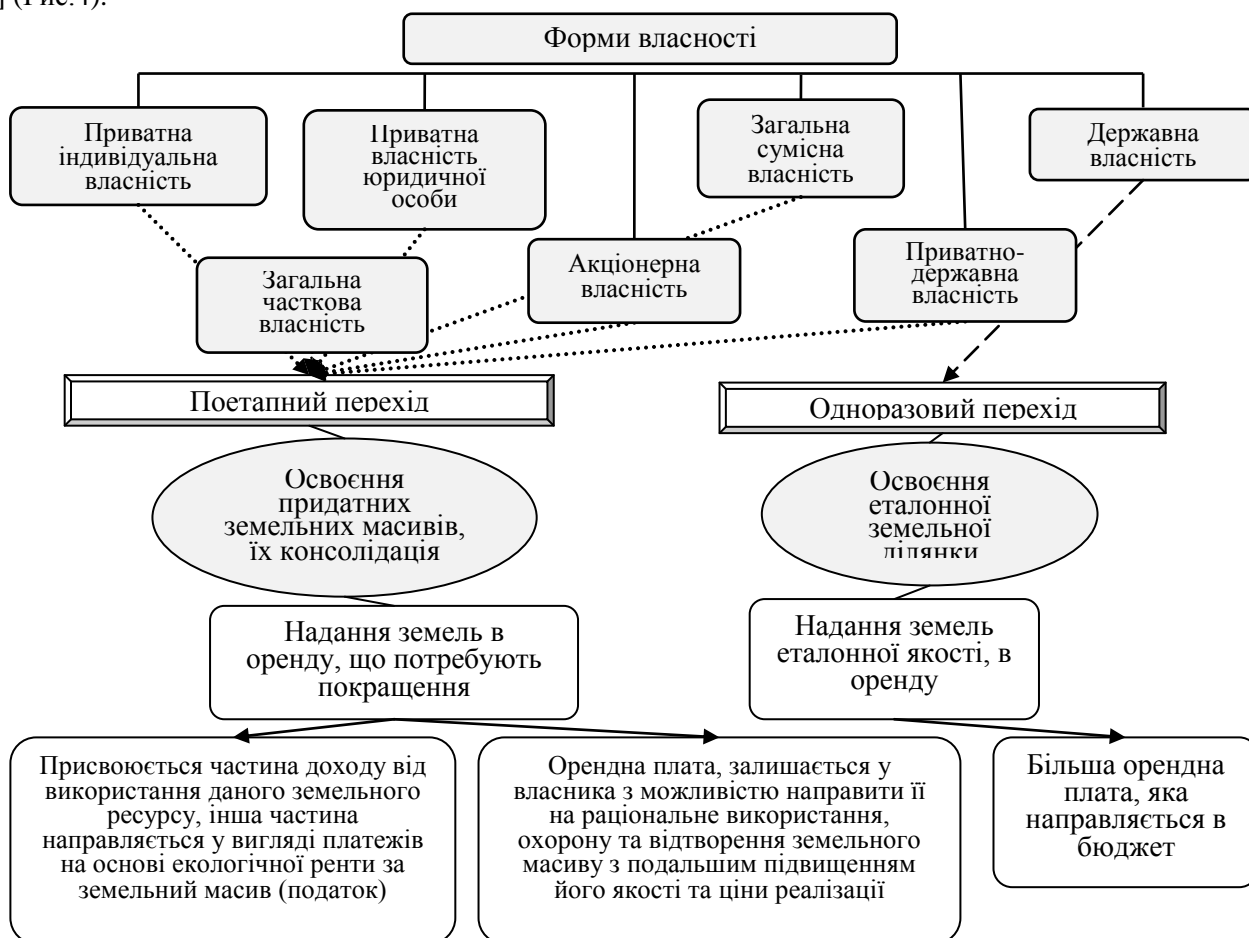 ] (Рис.4).
Форми власності
Приватна
індивідуальна
власність
Приватна
власність
юридичної
особи
Загальна
сумісна
власність
Державна
власність
Загальна
часткова
власність
Акціонерна
власність
Приватно-
державна
власність
Поетапний перехід
Одноразовий перехід
Освоєння
придатних
земельних масивів,
їх консолідація
Освоєння
еталонної
земельної
ділянки
Надання земель в
оренду, що потребують
покращення
Надання земель
еталонної якості, в
оренду
Присвоюється частина доходу від
використання даного земельного
ресурсу, інша частина
направляється у вигляді платежів
на основі екологічної ренти за
земельний масив (податок)
Орендна плата, залишається у
власника з можливістю направити її
на раціональне використання,
охорону та відтворення земельного
масиву з подальшим підвищенням
його якості та ціни реалізації
Більша орендна
плата, яка
направляється в
бюджет